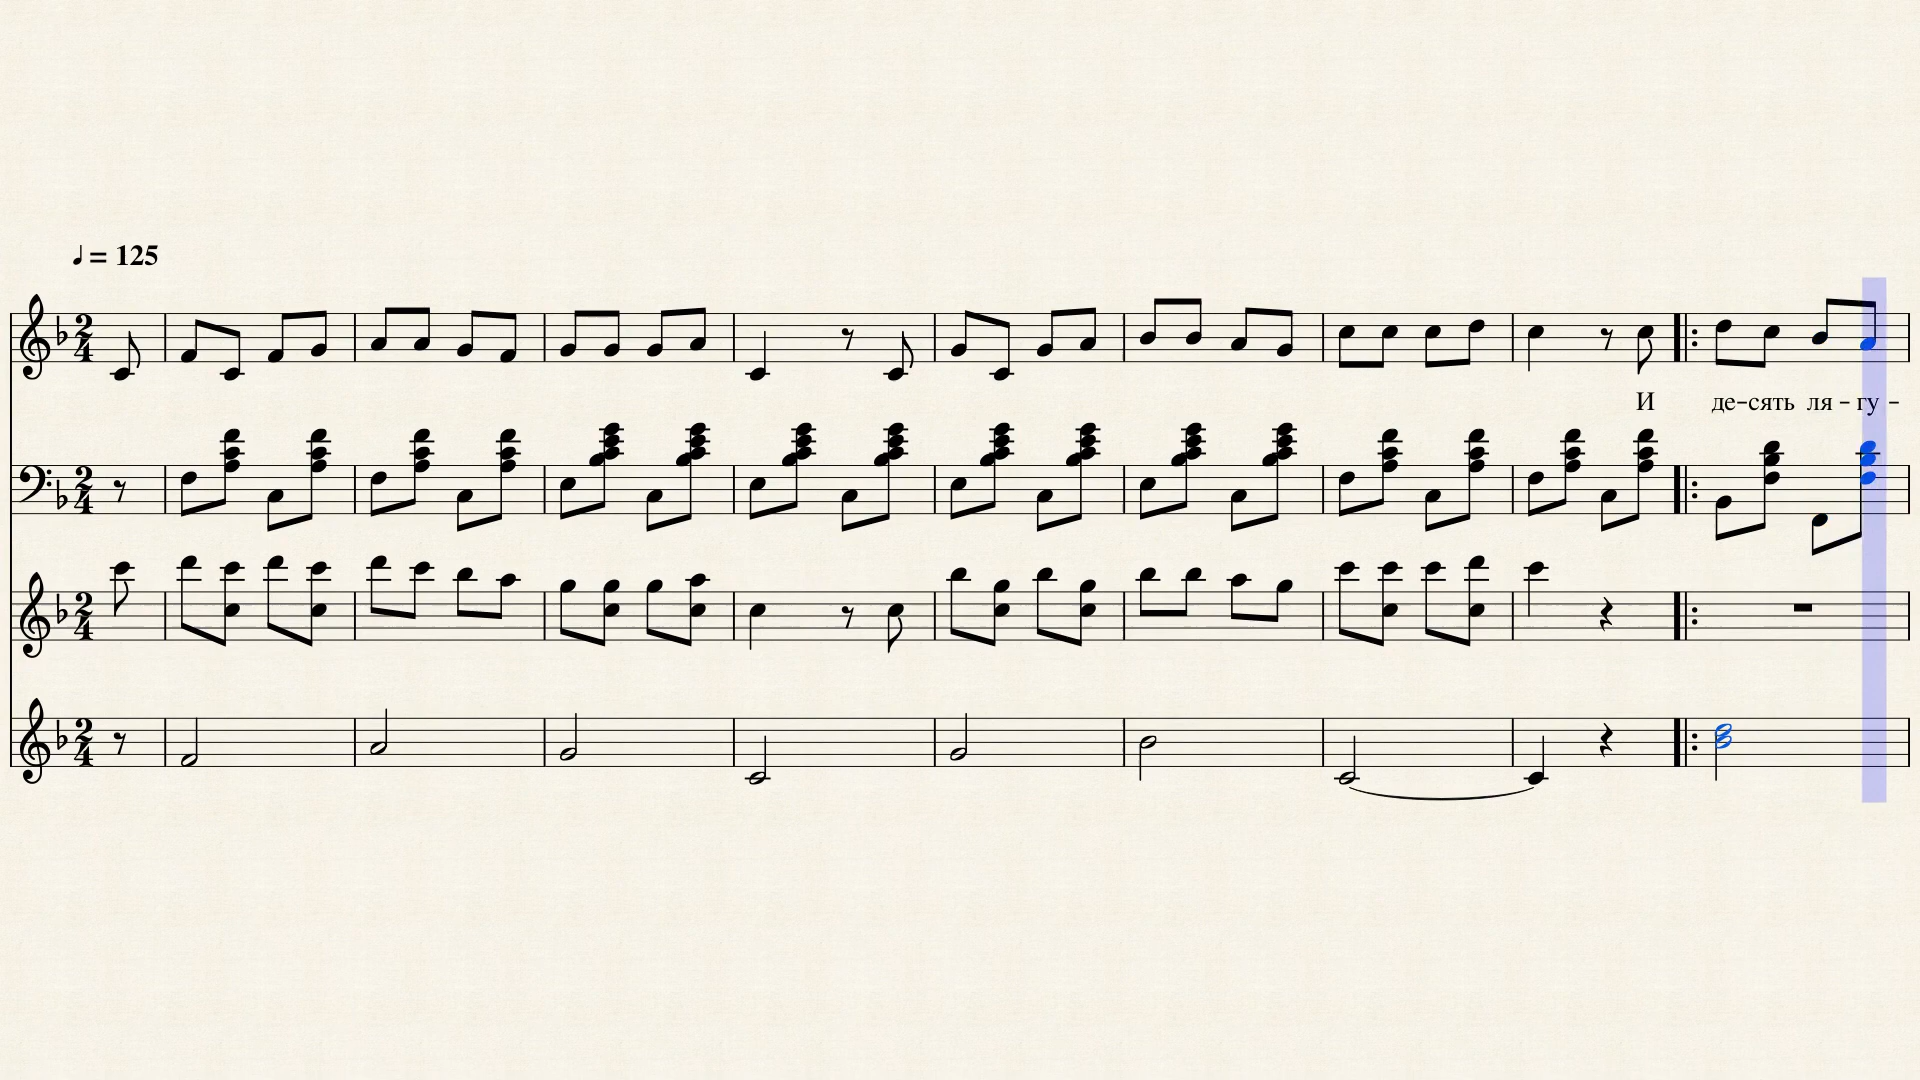 ♩ = 125
И де-сять ля - гу -